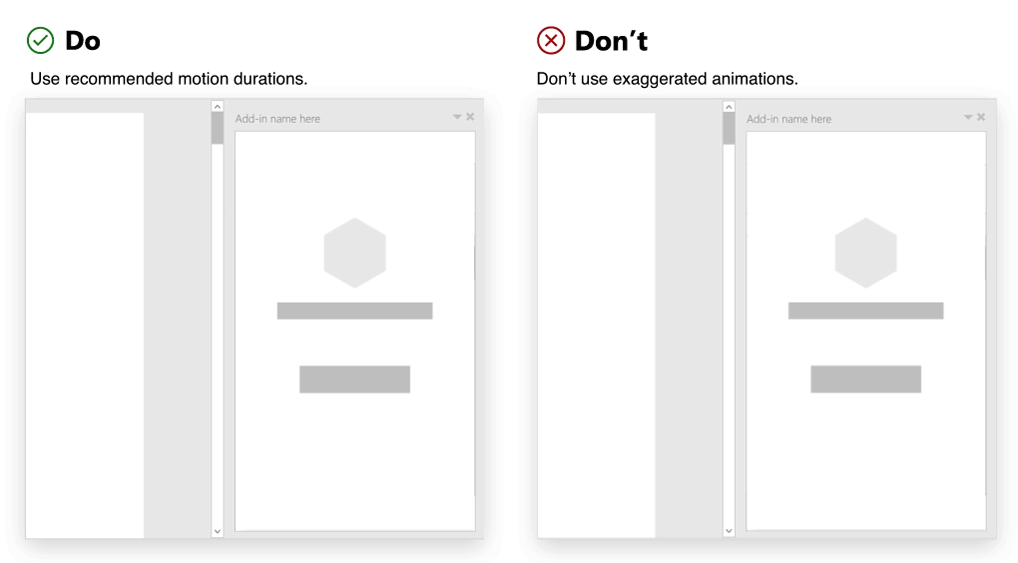 Do
Use recommended motion durations.
Add-in name here
Don’t
Don’t use exaggerated animations.
Add-in name here